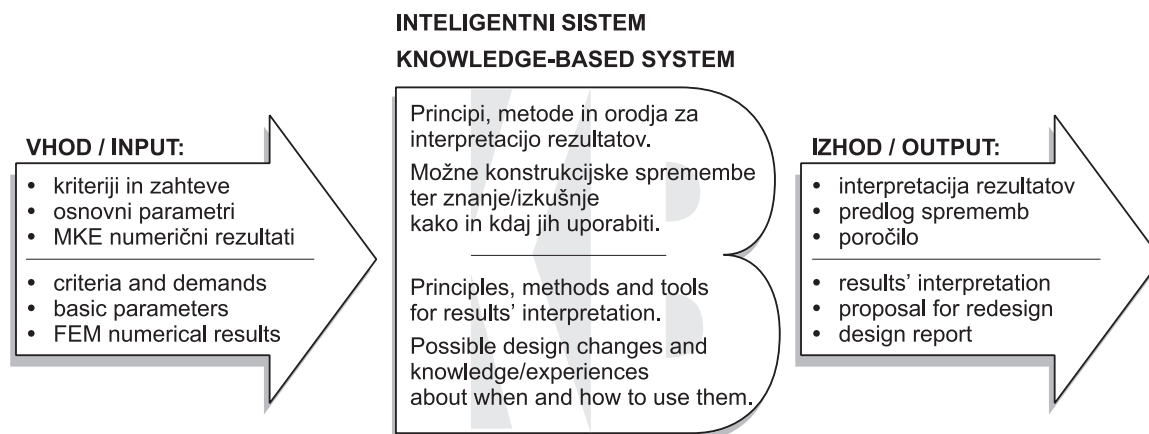 INTELIGENTNI SISTEM
KNOWLEDGE-BASED SYSTEM
VHOD / INPUT:
• kriteriji in zahteve
• osnovni parametri
• MKE numerični rezultati
• criteria and demands
• basic parameters
• FEM numerical results
Principi, metode in orodja za
interpretacijo rezultatov.
Možne konstrukcijske spremembe
ter znanje/izkušnje
kako in kdaj jih uporabiti.
Principles, methods and tools
for results’ interpretation.
Possible design changes and
knowledge/experiences
about when and how to use them.
KB
IZHOD / OUTPUT:
• interpretacija rezultatov
• predlog sprememb
• poročilo
• results’ interpretation
• proposal for redesign
• design report